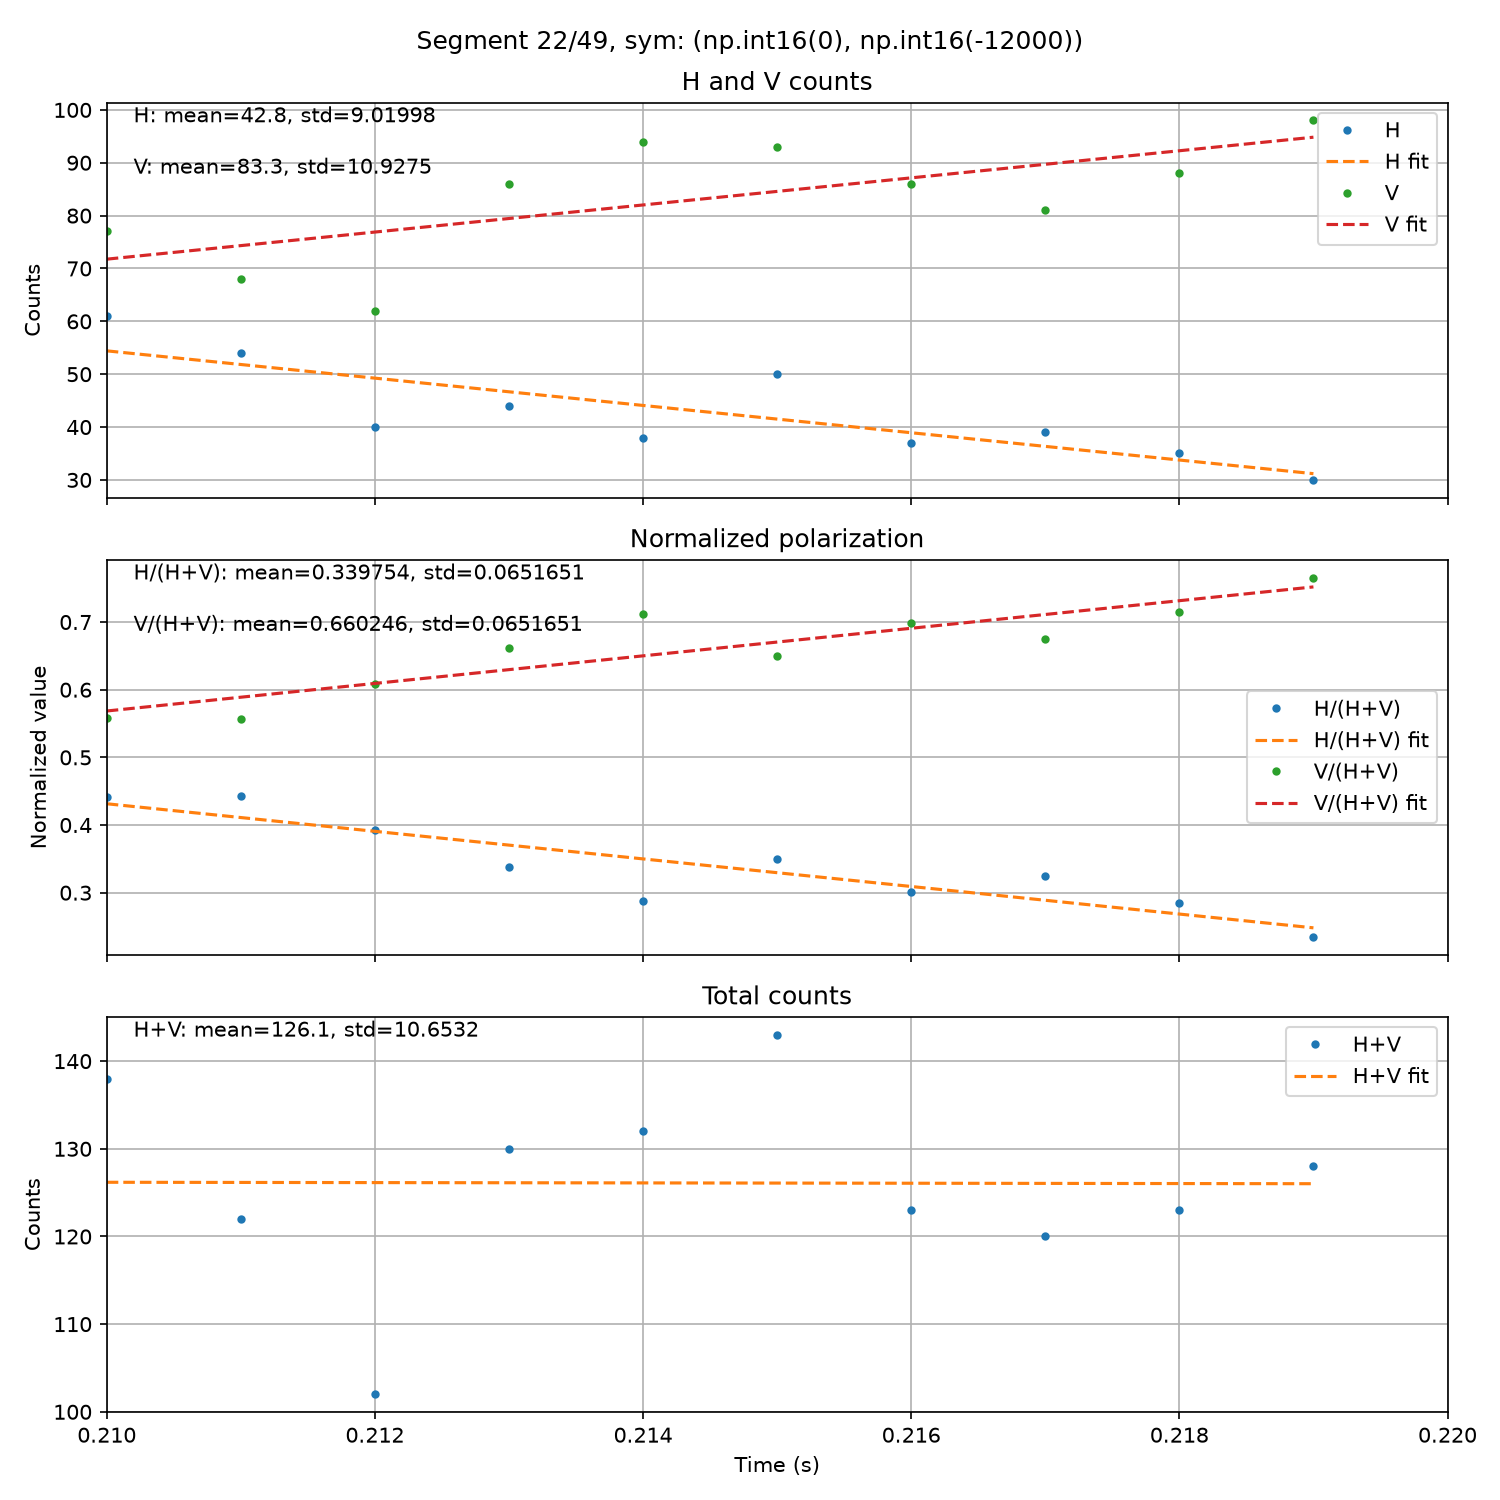 Segment 22/49, sym: (np.int16(0), np.int16(-12000))
H and V counts
H: mean=42.8, std=9.01998
V: mean=83.3, std=10.9275
H
H fit
V
V fit
100
90
80
70
60
50
40
30
Counts
Normalized polarization
H/(H+V): mean=0.339754, std=0.0651651
V/(H+V): mean=0.660246, std=0.0651651
H/(H+V)
H/(H+V) fit
V/(H+V)
V/(H+V) fit
0.7
0.6
0.5
0.4
0.3
Normalized value
Total counts
H+V: mean=126.1, std=10.6532
H+V
H+V fit
140
130
120
110
100
Counts
0.210 0.212 0.214 0.216 0.218 0.220
Time (s)